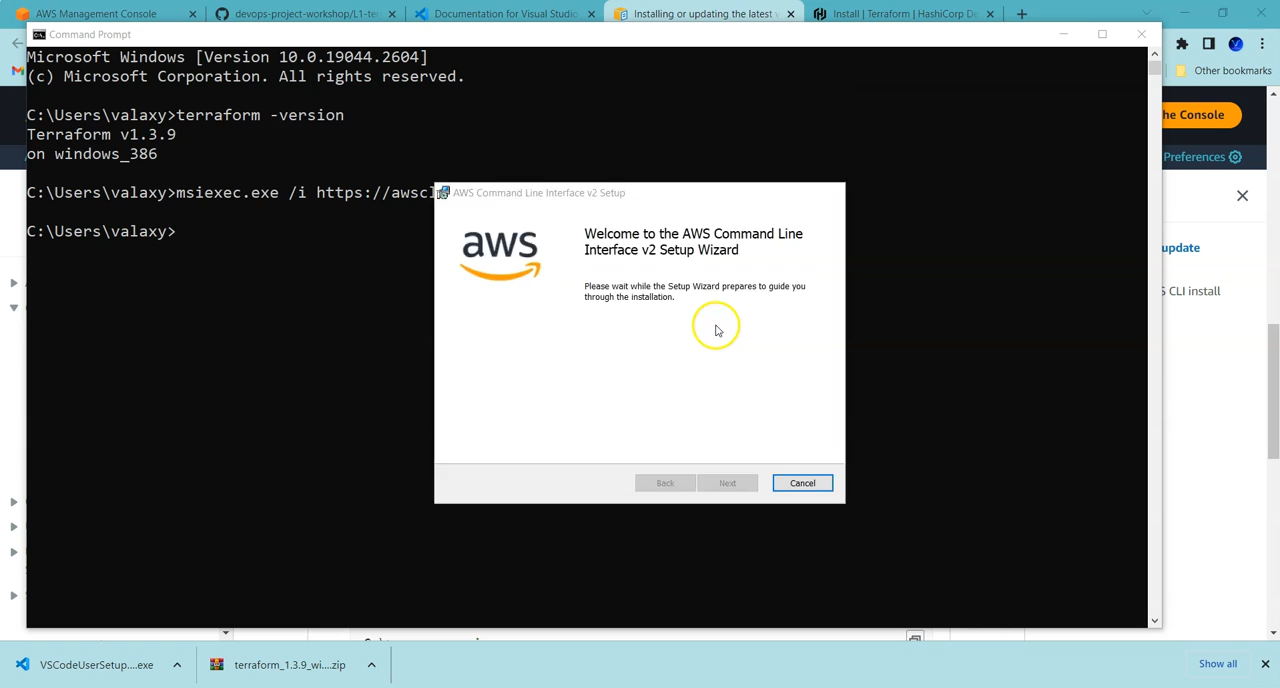 AWS Management Console
devops-project-workshop/L1-ter
Documentation for Visual Studio
Installing or updating the latest v
Install | Terraform | HashiCorp De
Command Prompt
Other bookmarks
Microsoft Windows [Version 10.0.19044.2604]
(c) Microsoft Corporation. All rights reserved.
he Console
C:\Users\valaxy>terraform -version
Terraform v1.3.9
on windows_386
Preferences
C:\Users\valaxy>msiexec.exe /i https://awscl
C:\Users\valaxy>
AWS Command Line Interface v2 Setup
aws
Welcome to the AWS Command Line
Interface v2 Setup Wizard
Please wait while the Setup Wizard prepares to guide you
through the installation.
Back
Next
Cancel
update
S CLI install
VSCodeUserSetup....exe
terraform_1.3.9_wi....zip
Show all